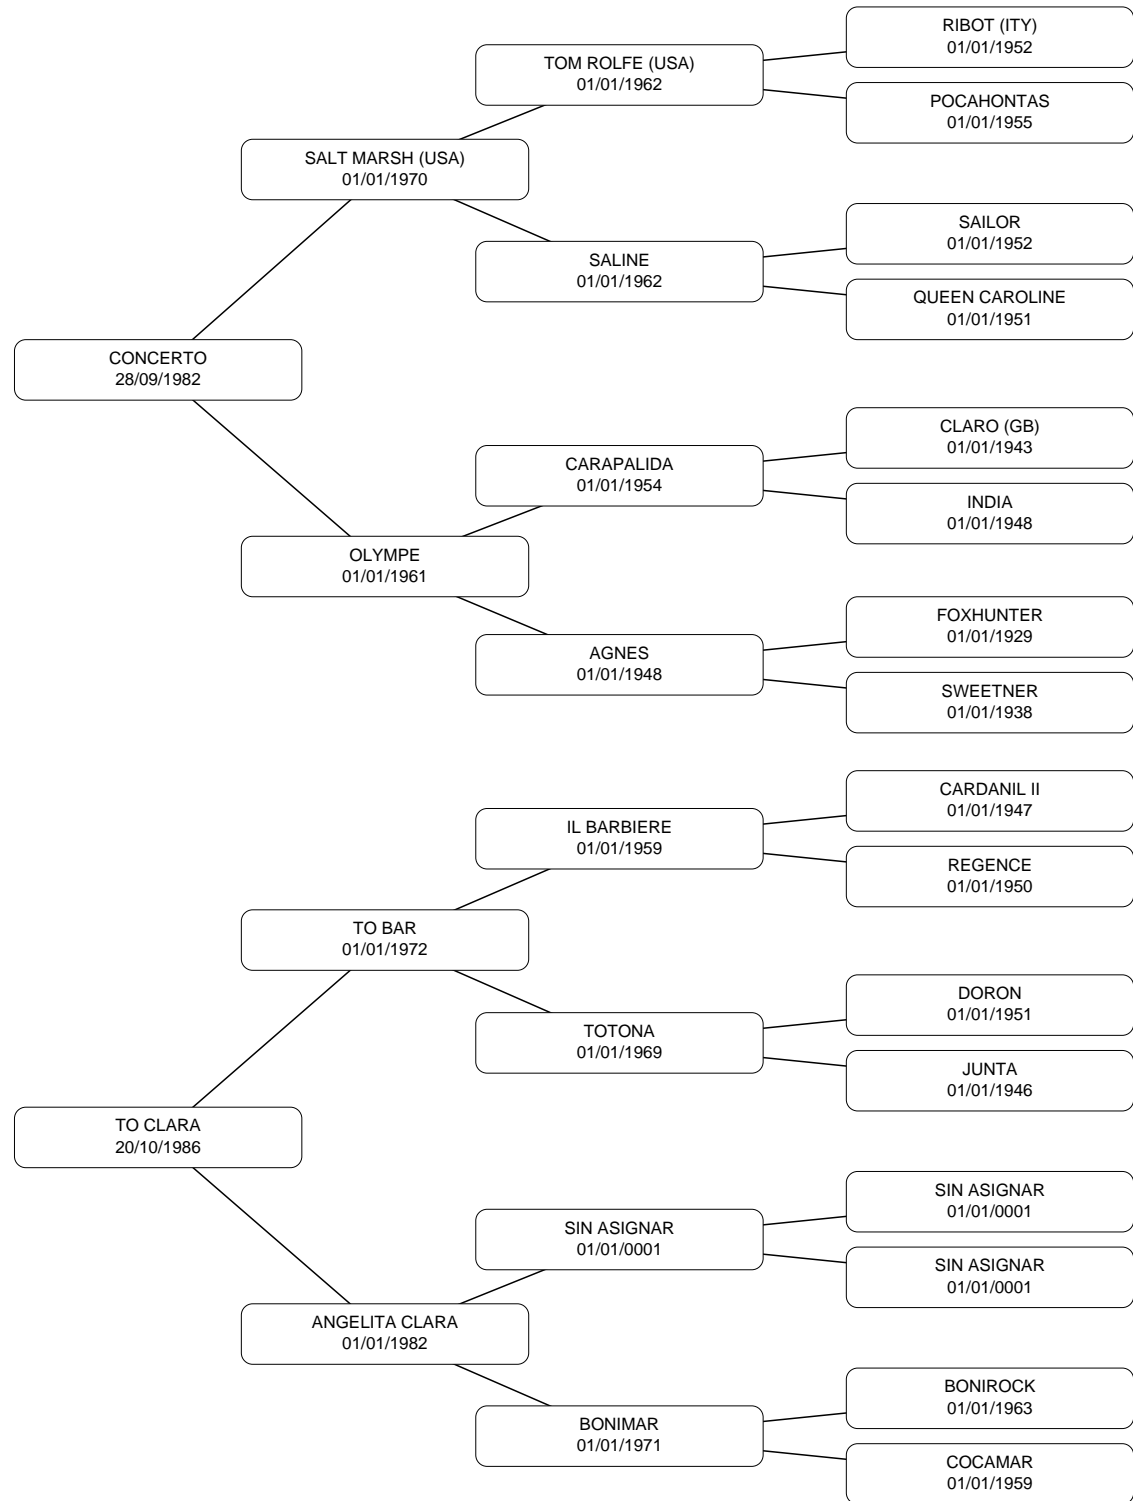 RIBOT (ITY)
01/01/1952
TOM ROLFE (USA)
01/01/1962
POCAHONTAS
01/01/1955
SALT MARSH (USA)
01/01/1970
SAILOR
01/01/1952
SALINE
01/01/1962
QUEEN CAROLINE
01/01/1951
CONCERTO
28/09/1982
CLARO (GB)
01/01/1943
CARAPALIDA
01/01/1954
INDIA
01/01/1948
OLYMPE
01/01/1961
FOXHUNTER
01/01/1929
AGNES
01/01/1948
SWEETNER
01/01/1938
CARDANIL II
01/01/1947
IL BARBIERE
01/01/1959
REGENCE
01/01/1950
TO BAR
01/01/1972
DORON
01/01/1951
TOTONA
01/01/1969
JUNTA
01/01/1946
TO CLARA
20/10/1986
SIN ASIGNAR
01/01/0001
SIN ASIGNAR
01/01/0001
SIN ASIGNAR
01/01/0001
ANGELITA CLARA
01/01/1982
BONIROCK
01/01/1963
BONIMAR
01/01/1971
COCAMAR
01/01/1959